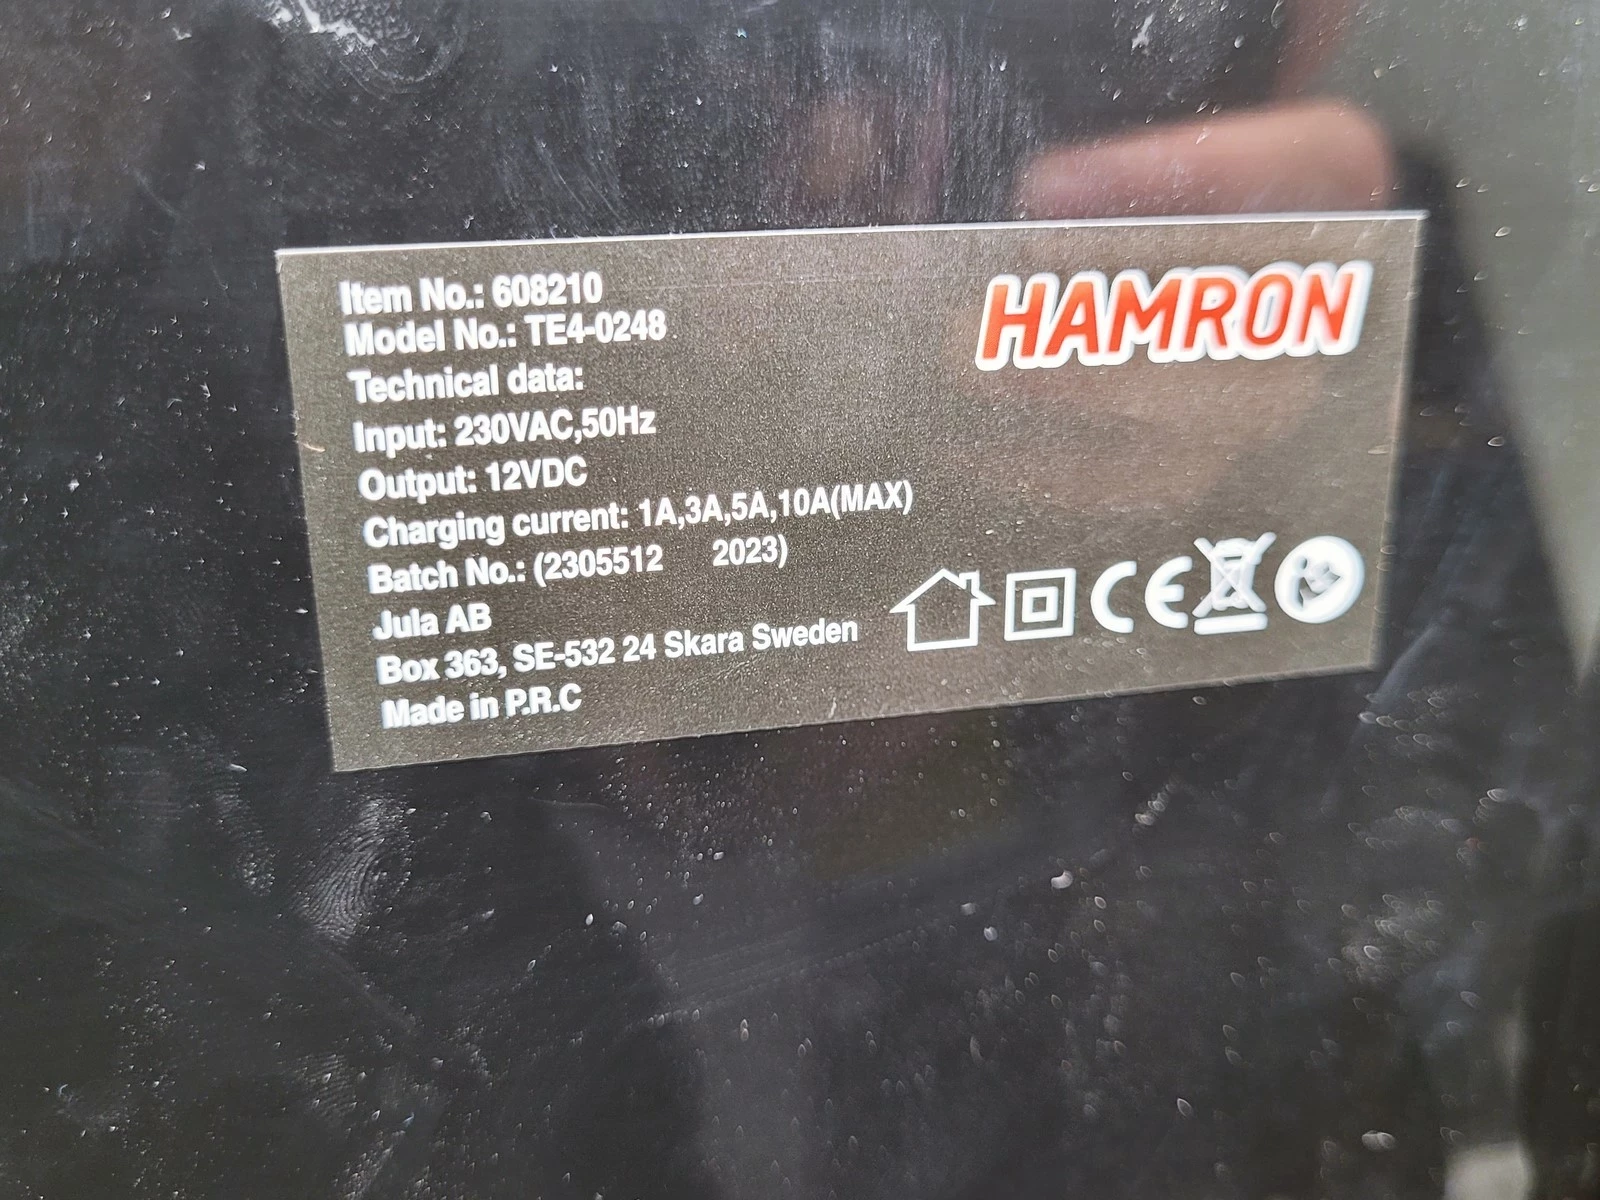 HAMRON
Item No.: 608210
Model No.: TE4-0248
Technical data:
Input: 230VAC,50Hz
Output: 12VDC
Charging current: 1A,3A,5A,10A(MAX)
Batch No.: (2305512 2023)
Jula AB
Box 363, SE-532 24 Skara Sweden
Made in P.R.C
CE